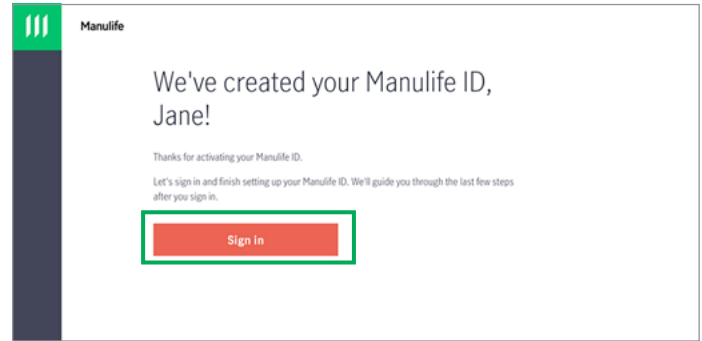 Manulife
We've created your Manulife ID,
Jane!
Thanks for activating your Manulife ID.
Let's sign in and finish setting up your Manulife ID. We'll guide you through the last few steps
after you sign in.
Sign in